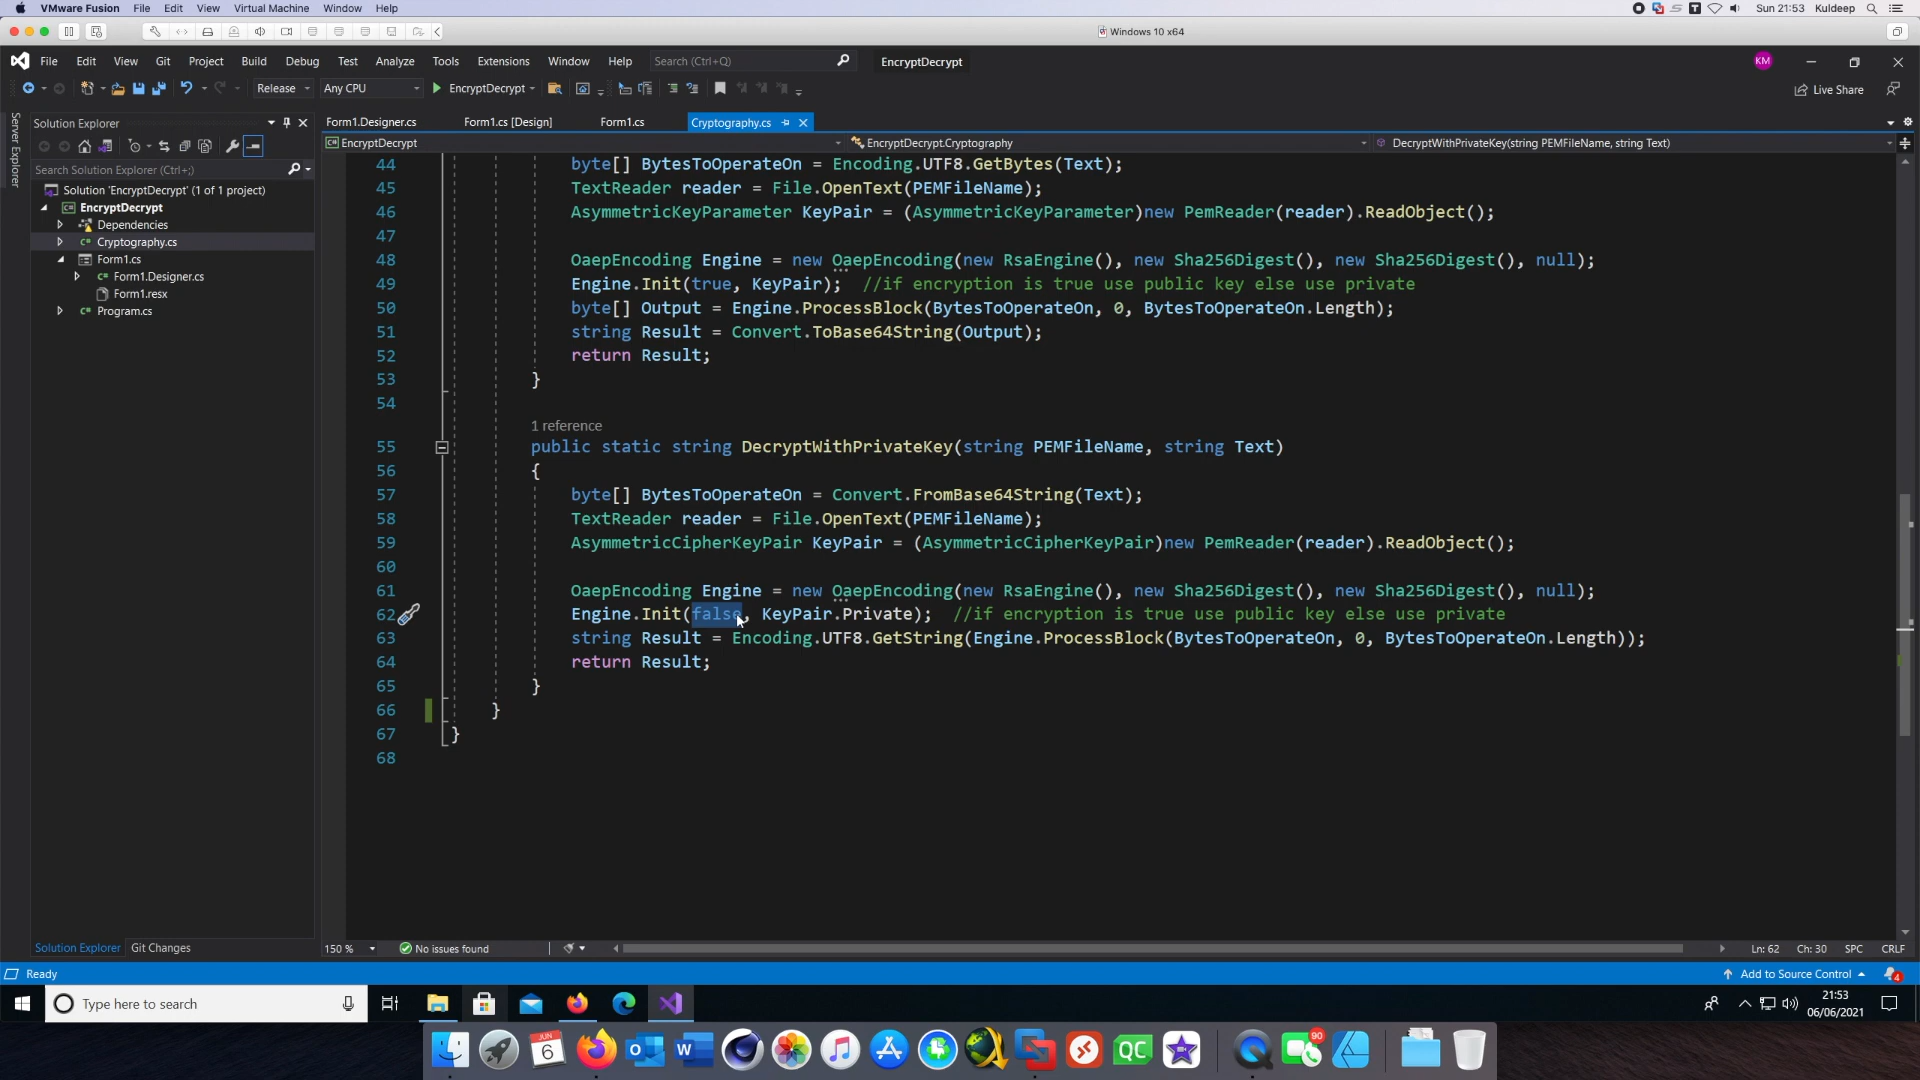 VMware Fusion File Edit View Virtual Machine Window Help Sun 21:53 Kuldeep
Windows 10 x64
File Edit View Git Project Build Debug Test Analyze Tools Extensions Window Help Search (Ctrl+Q) EncryptDecrypt KM
Release Any CPU EncryptDecrypt Live Share
Server Explorer
Solution Explorer
Search Solution Explorer (Ctrl+;)
Solution 'EncryptDecrypt' (1 of 1 project)
EncryptDecrypt
Dependencies
C# Cryptography.cs
Form1.cs
C# Form1.Designer.cs
Form1.resx
C# Program.cs
Solution Explorer Git Changes
Form1.Designer.cs Form1.cs [Design] Form1.cs Cryptography.cs
C# EncryptDecrypt EncryptDecrypt.Cryptography DecryptWithPrivateKey(string PEMFileName, string Text)
44 byte[] BytesToOperateOn = Encoding.UTF8.GetBytes(Text);
45 TextReader reader = File.OpenText(PEMFileName);
46 AsymmetricKeyParameter KeyPair = (AsymmetricKeyParameter)new PemReader(reader).ReadObject();
47
48 OaepEncoding Engine = new OaepEncoding(new RsaEngine(), new Sha256Digest(), new Sha256Digest(), null);
49 Engine.Init(true, KeyPair); //if encryption is true use public key else use private
50 byte[] Output = Engine.ProcessBlock(BytesToOperateOn, 0, BytesToOperateOn.Length);
51 string Result = Convert.ToBase64String(Output);
52 return Result;
53 }
54
1 reference
55 public static string DecryptWithPrivateKey(string PEMFileName, string Text)
56 {
57 byte[] BytesToOperateOn = Convert.FromBase64String(Text);
58 TextReader reader = File.OpenText(PEMFileName);
59 AsymmetricCipherKeyPair KeyPair = (AsymmetricCipherKeyPair)new PemReader(reader).ReadObject();
60
61 OaepEncoding Engine = new OaepEncoding(new RsaEngine(), new Sha256Digest(), new Sha256Digest(), null);
62 Engine.Init(false, KeyPair.Private); //if encryption is true use public key else use private
63 string Result = Encoding.UTF8.GetString(Engine.ProcessBlock(BytesToOperateOn, 0, BytesToOperateOn.Length));
64 return Result;
65 }
66 }
67 }
68
150 % No issues found Ln: 62 Ch: 30 SPC CRLF
Ready Add to Source Control 4
Type here to search 21:53
06/06/2021
JUN
6
QC
90